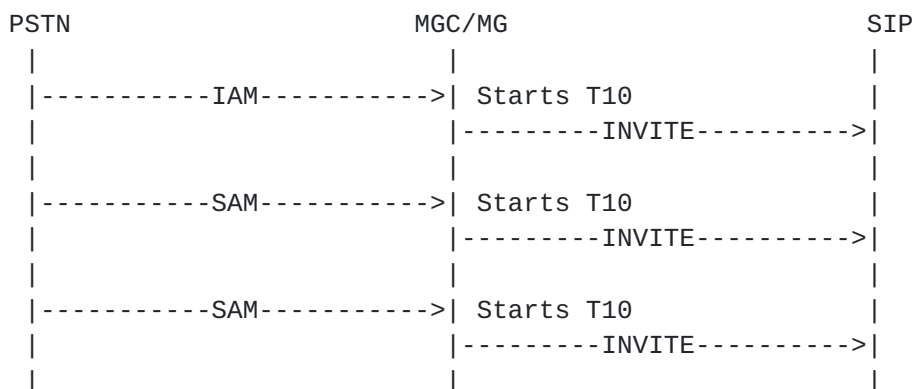 PSTN                      MGC/MG                       SIP
 |                           |                           |
 |-----------IAM----------->| Starts T10                |
 |                           |---------INVITE---------->|
 |                           |                           |
 |-----------SAM----------->| Starts T10                |
 |                           |---------INVITE---------->|
 |                           |                           |
 |-----------SAM----------->| Starts T10                |
 |                           |---------INVITE---------->|
 |                           |                           |